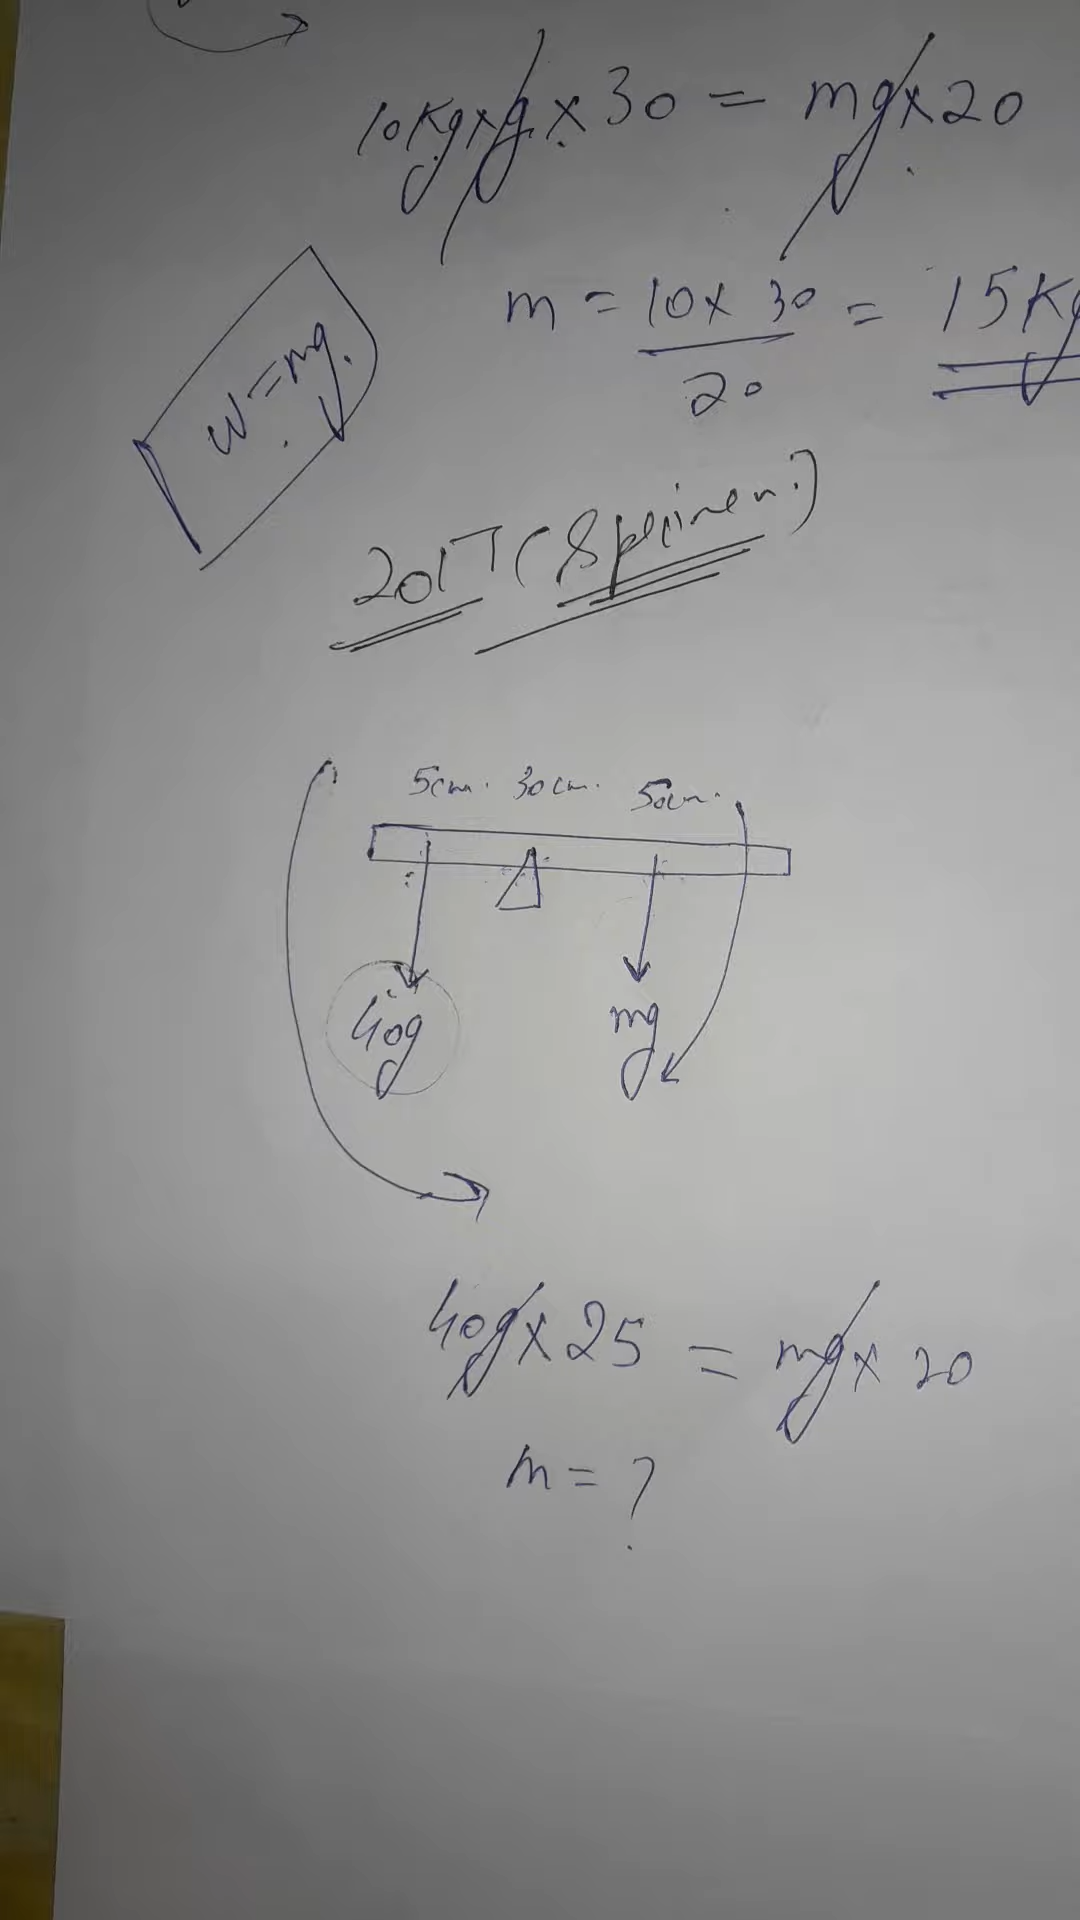 10Kg×g×30 = mg×20
m = 10×30/20 = 15Kg
W=mg.
2017 (Specimen)
5cm. 30cm. 50cm.
40g
mg
40g×25 = mg×20
m = ?